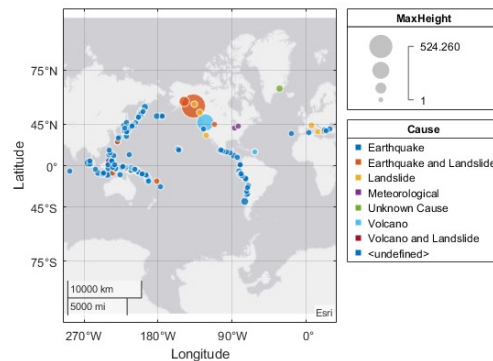 MaxHeight
524.260
1
Cause
Earthquake
Earthquake and Landslide
Landslide
Meteorological
Unknown Cause
Volcano
Volcano and Landslide
<undefined>
75°N
45°N
0°
45°S
75°S
Latitude
10000 km
5000 mi
Esri
270°W
180°W
90°W
0°
Longitude